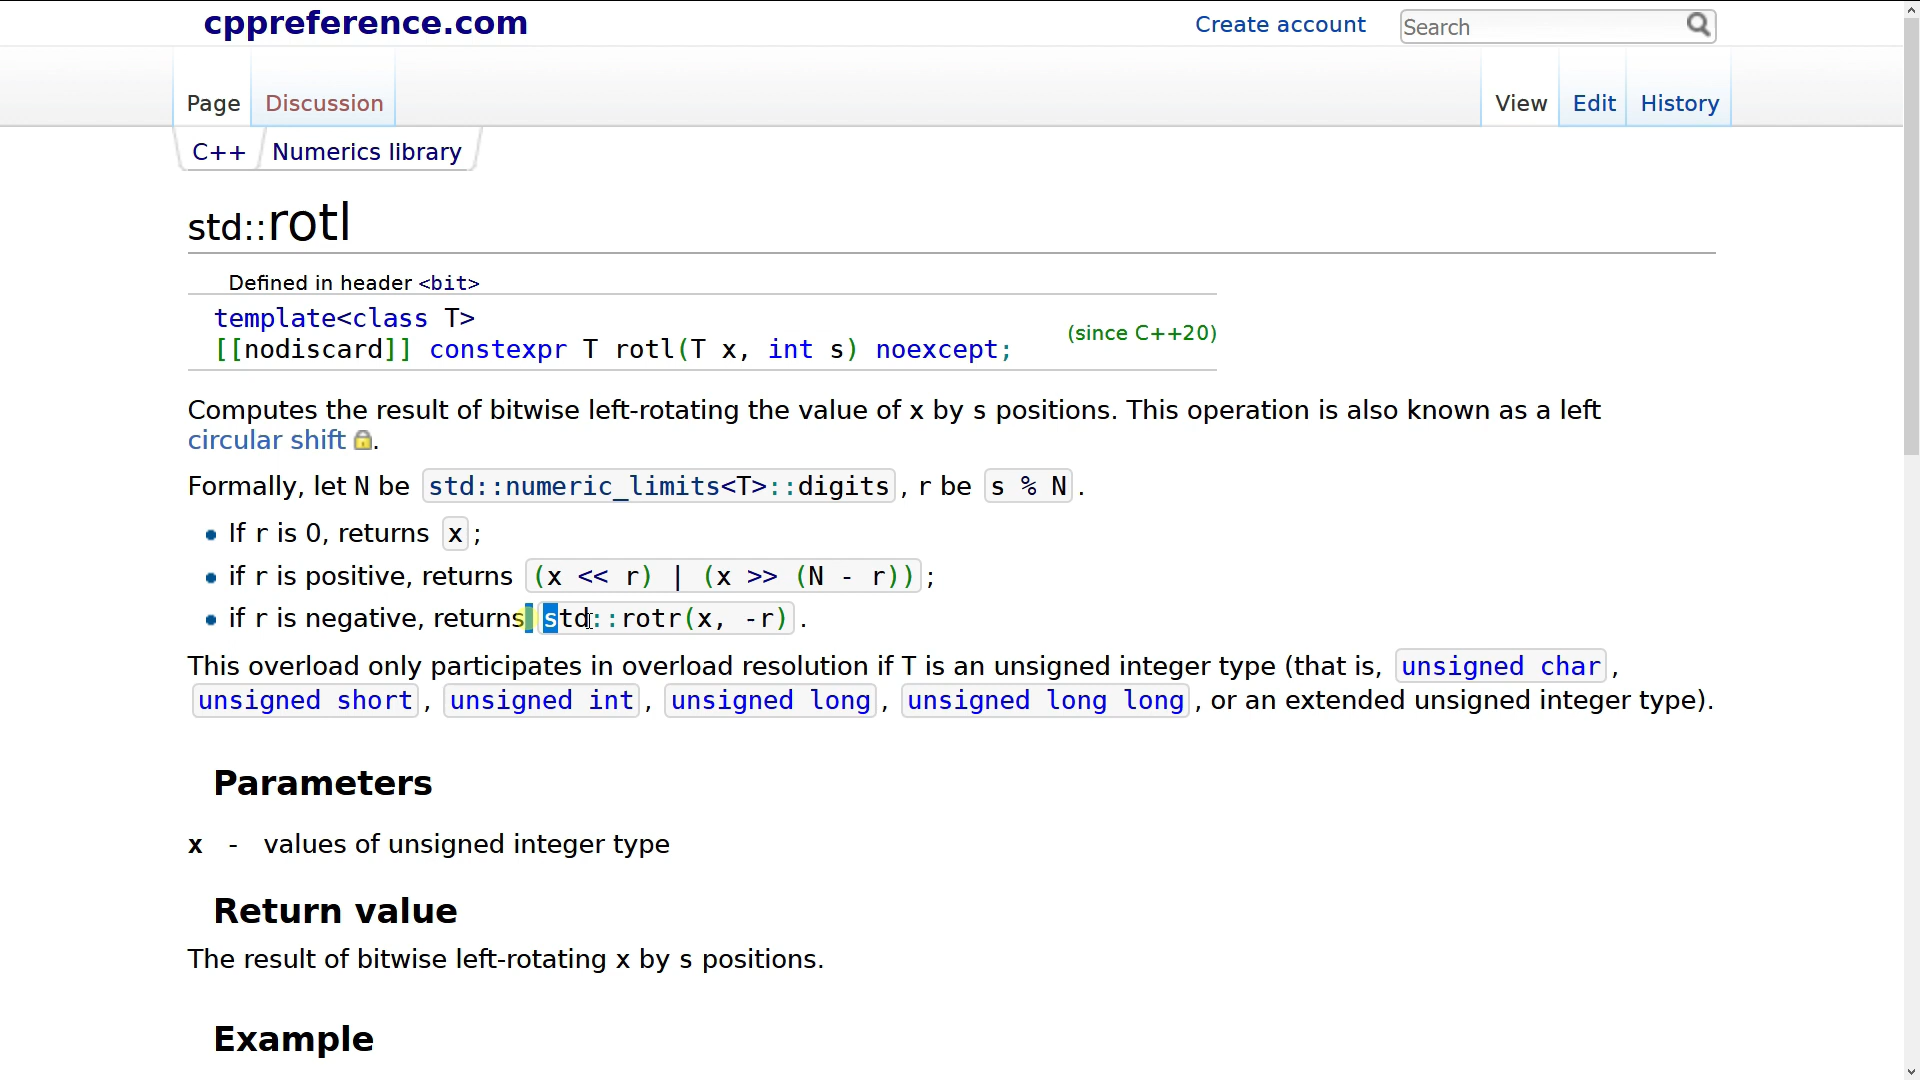 cppreference.com
Create account
Search
Page
Discussion
View
Edit
History
C++
Numerics library
std::rotl
Defined in header <bit>
template<class T>
[[nodiscard]] constexpr T rotl(T x, int s) noexcept;
(since C++20)
Computes the result of bitwise left-rotating the value of x by s positions. This operation is also known as a left
circular shift.
Formally, let N be std::numeric_limits<T>::digits, r be s % N.
If r is 0, returns x;
if r is positive, returns (x << r) | (x >> (N - r));
if r is negative, returns std::rotr(x, -r).
This overload only participates in overload resolution if T is an unsigned integer type (that is, unsigned char,
unsigned short, unsigned int, unsigned long, unsigned long long, or an extended unsigned integer type).
Parameters
x - values of unsigned integer type
Return value
The result of bitwise left-rotating x by s positions.
Example